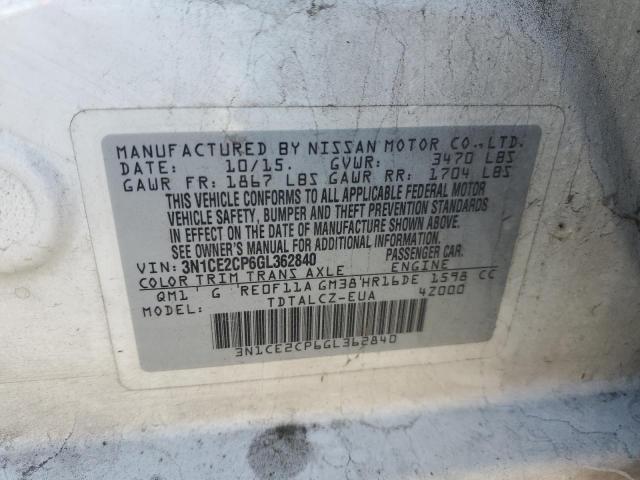 MANUFACTURED BY NISSAN MOTOR CO.,LTD.
DATE: 10/15. GVWR: 3470 LBS
GAWR FR: 1867 LBS GAWR RR: 1704 LBS
THIS VEHICLE CONFORMS TO ALL APPLICABLE FEDERAL MOTOR
VEHICLE SAFETY, BUMPER AND THEFT PREVENTION STANDARDS
IN EFFECT ON THE DATE OF MANUFACTURE SHOWN ABOVE.
SEE OWNER'S MANUAL FOR ADDITIONAL INFORMATION.
VIN: 3N1CE2CP6GL362840 PASSENGER CAR.
COLOR TRIM TRANS AXLE ENGINE
QM1 G RE0F11A GM38 HR16DE 1598 CC
MODEL: TDTALCZ-EUA 4Z000
3N1CE2CP6GL362840